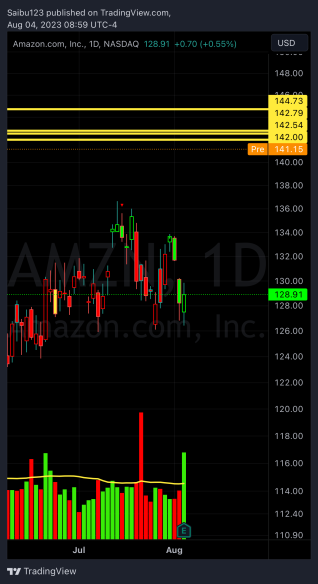 Saibu123 published on TradingView.com,
Aug 04, 2023 08:59 UTC-4
Amazon.com, Inc., 1D, NASDAQ 128.91 +0.70 (+0.55%)
USD
148.00
144.73
142.79
142.54
142.00
Pre 141.15
140.00
138.00
136.00
134.00
132.00
AMZN, 1D
130.00
128.91
128.00
Amazon.com, Inc.
126.00
124.00
122.00
120.00
118.00
116.00
114.00
112.40
110.90
E
Jul Aug
TradingView